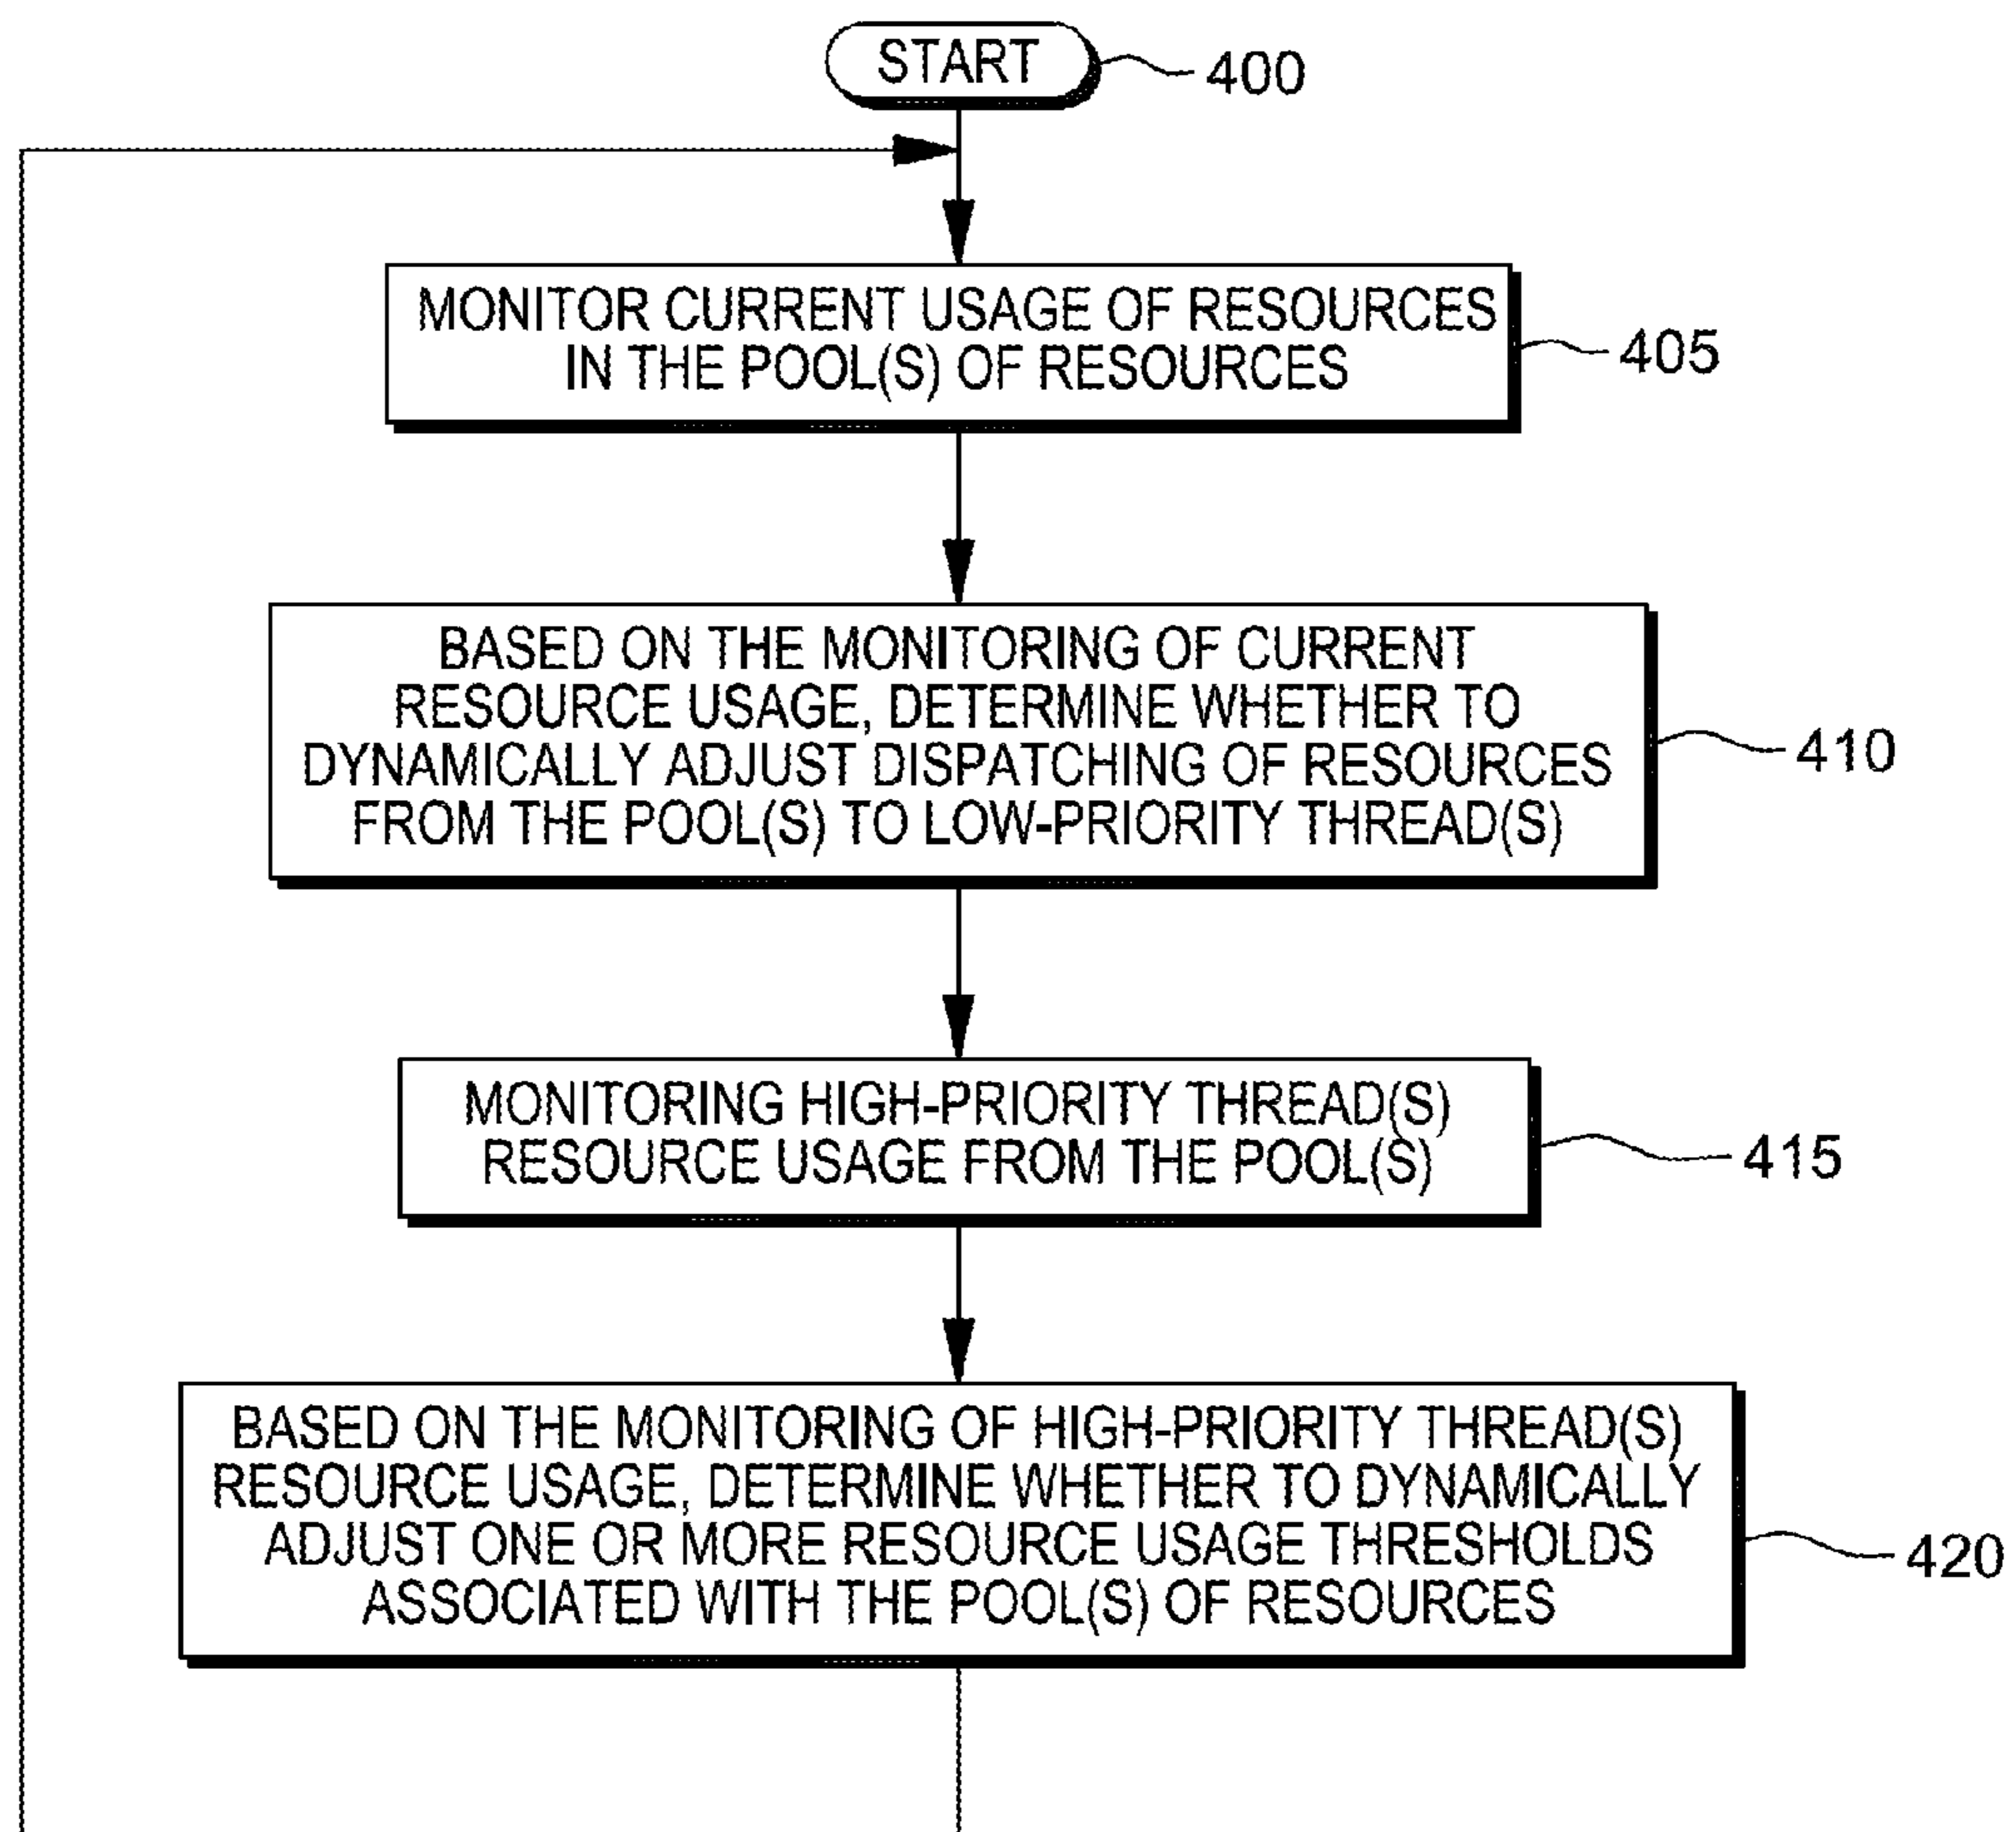 START
400
MONITOR CURRENT USAGE OF RESOURCES
IN THE POOL(S) OF RESOURCES
405
BASED ON THE MONITORING OF CURRENT
RESOURCE USAGE, DETERMINE WHETHER TO
DYNAMICALLY ADJUST DISPATCHING OF RESOURCES
FROM THE POOL(S) TO LOW-PRIORITY THREAD(S)
410
MONITORING HIGH-PRIORITY THREAD(S)
RESOURCE USAGE FROM THE POOL(S)
415
BASED ON THE MONITORING OF HIGH-PRIORITY THREAD(S)
RESOURCE USAGE, DETERMINE WHETHER TO DYNAMICALLY
ADJUST ONE OR MORE RESOURCE USAGE THRESHOLDS
ASSOCIATED WITH THE POOL(S) OF RESOURCES
420